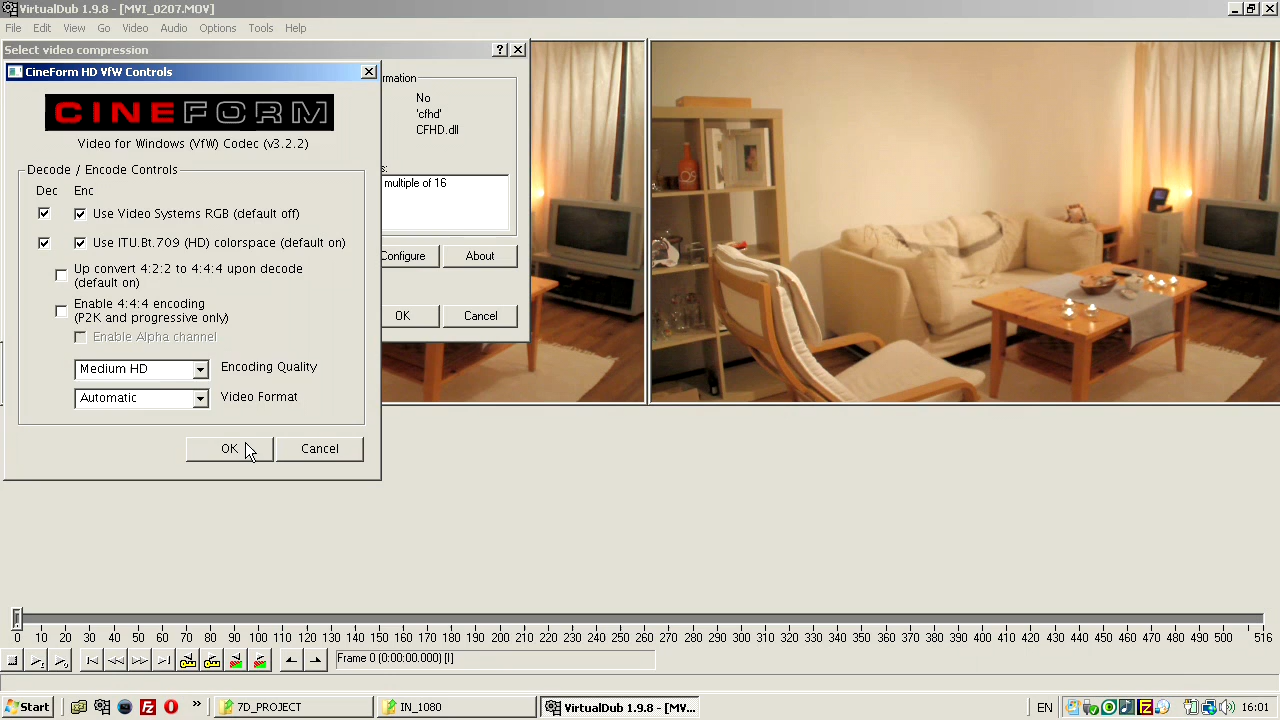 VirtualDub 1.9.8 - [MVI_0207.MOV]
File Edit View Go Video Audio Options Tools Help
Select video compression
CineForm HD VfW Controls
CINEFORM
Video for Windows (VfW) Codec (v3.2.2)
Decode / Encode Controls
Dec Enc
Use Video Systems RGB (default off)
Use ITU.Bt.709 (HD) colorspace (default on)
Up convert 4:2:2 to 4:4:4 upon decode
(default on)
Enable 4:4:4 encoding
(P2K and progressive only)
Enable Alpha channel
Medium HD Encoding Quality
Automatic Video Format
OK Cancel
rmation
No
'cfhd'
CFHD.dll
s:
multiple of 16
Configure About
OK Cancel
0 10 20 30 40 50 60 70 80 90 100 110 120 130 140 150 160 170 180 190 200 210 220 230 240 250 260 270 280 290 300 310 320 330 340 350 360 370 380 390 400 410 420 430 440 450 460 470 480 490 500 516
Frame 0 (0:00:00.000) [I]
Start 7D_PROJECT IN_1080 VirtualDub 1.9.8 - [MV... EN 16:01